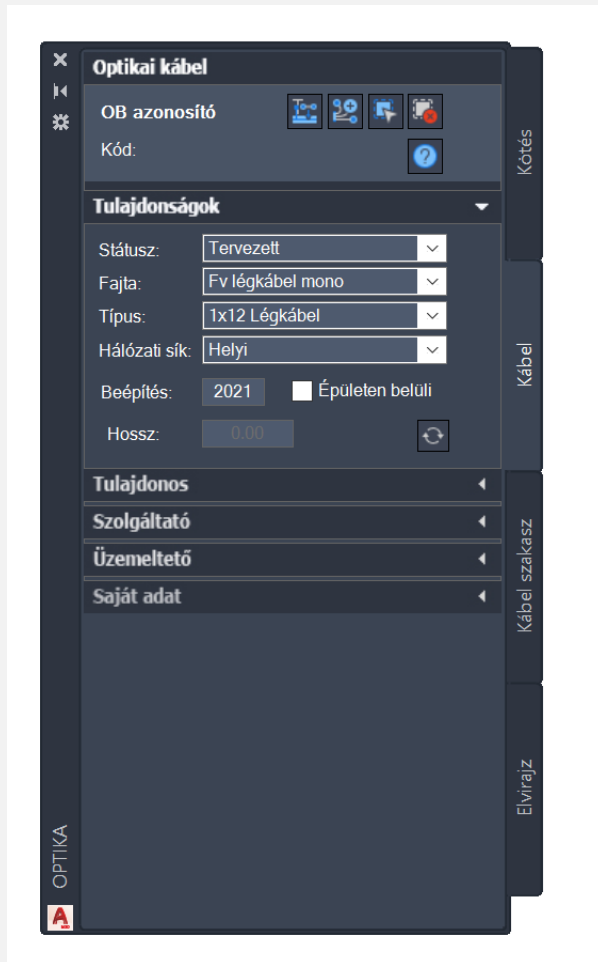 Optikai kábel
OB azonosító
Kód:
Tulajdonságok
Státusz: Tervezett
Fajta: Fv légkábel mono
Típus: 1x12 Légkábel
Hálózati sík: Helyi
Beépítés: 2021 Épületen belüli
Hossz: 0.00
Tulajdonos
Szolgáltató
Üzemeltető
Saját adat
Kötés
Kábel
Kábel szakasz
Elvirajz
OPTIKA
A